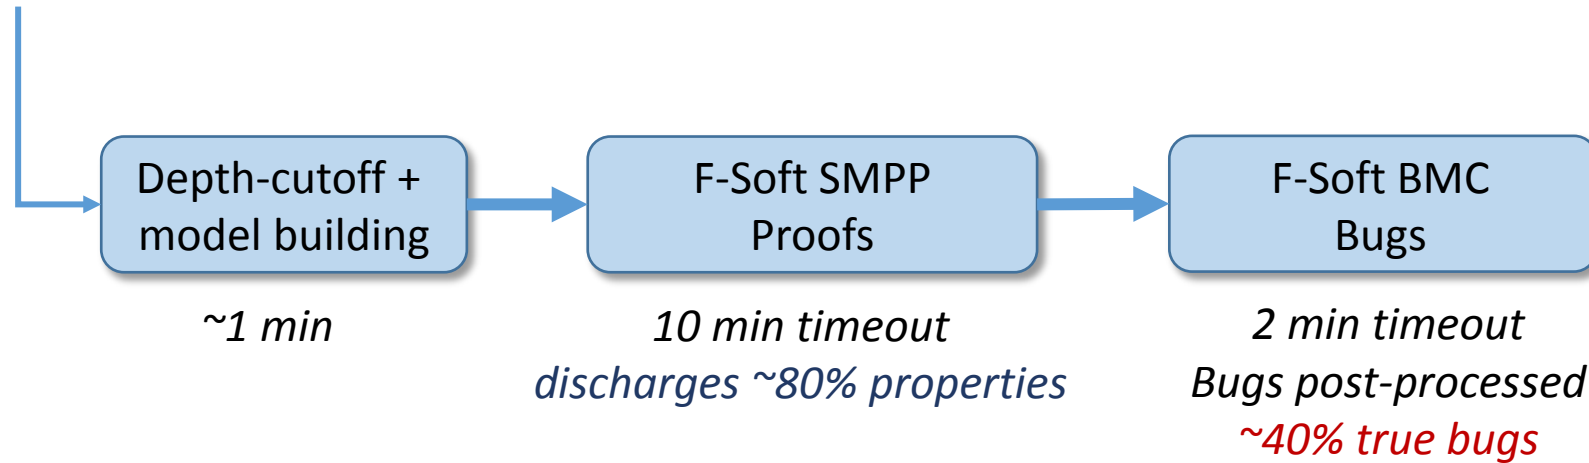 Depth-cutoff +
model building
F-Soft SMPP
Proofs
F-Soft BMC
Bugs
~1 min
10 min timeout
discharges ~80% properties
2 min timeout
Bugs post-processed
~40% true bugs